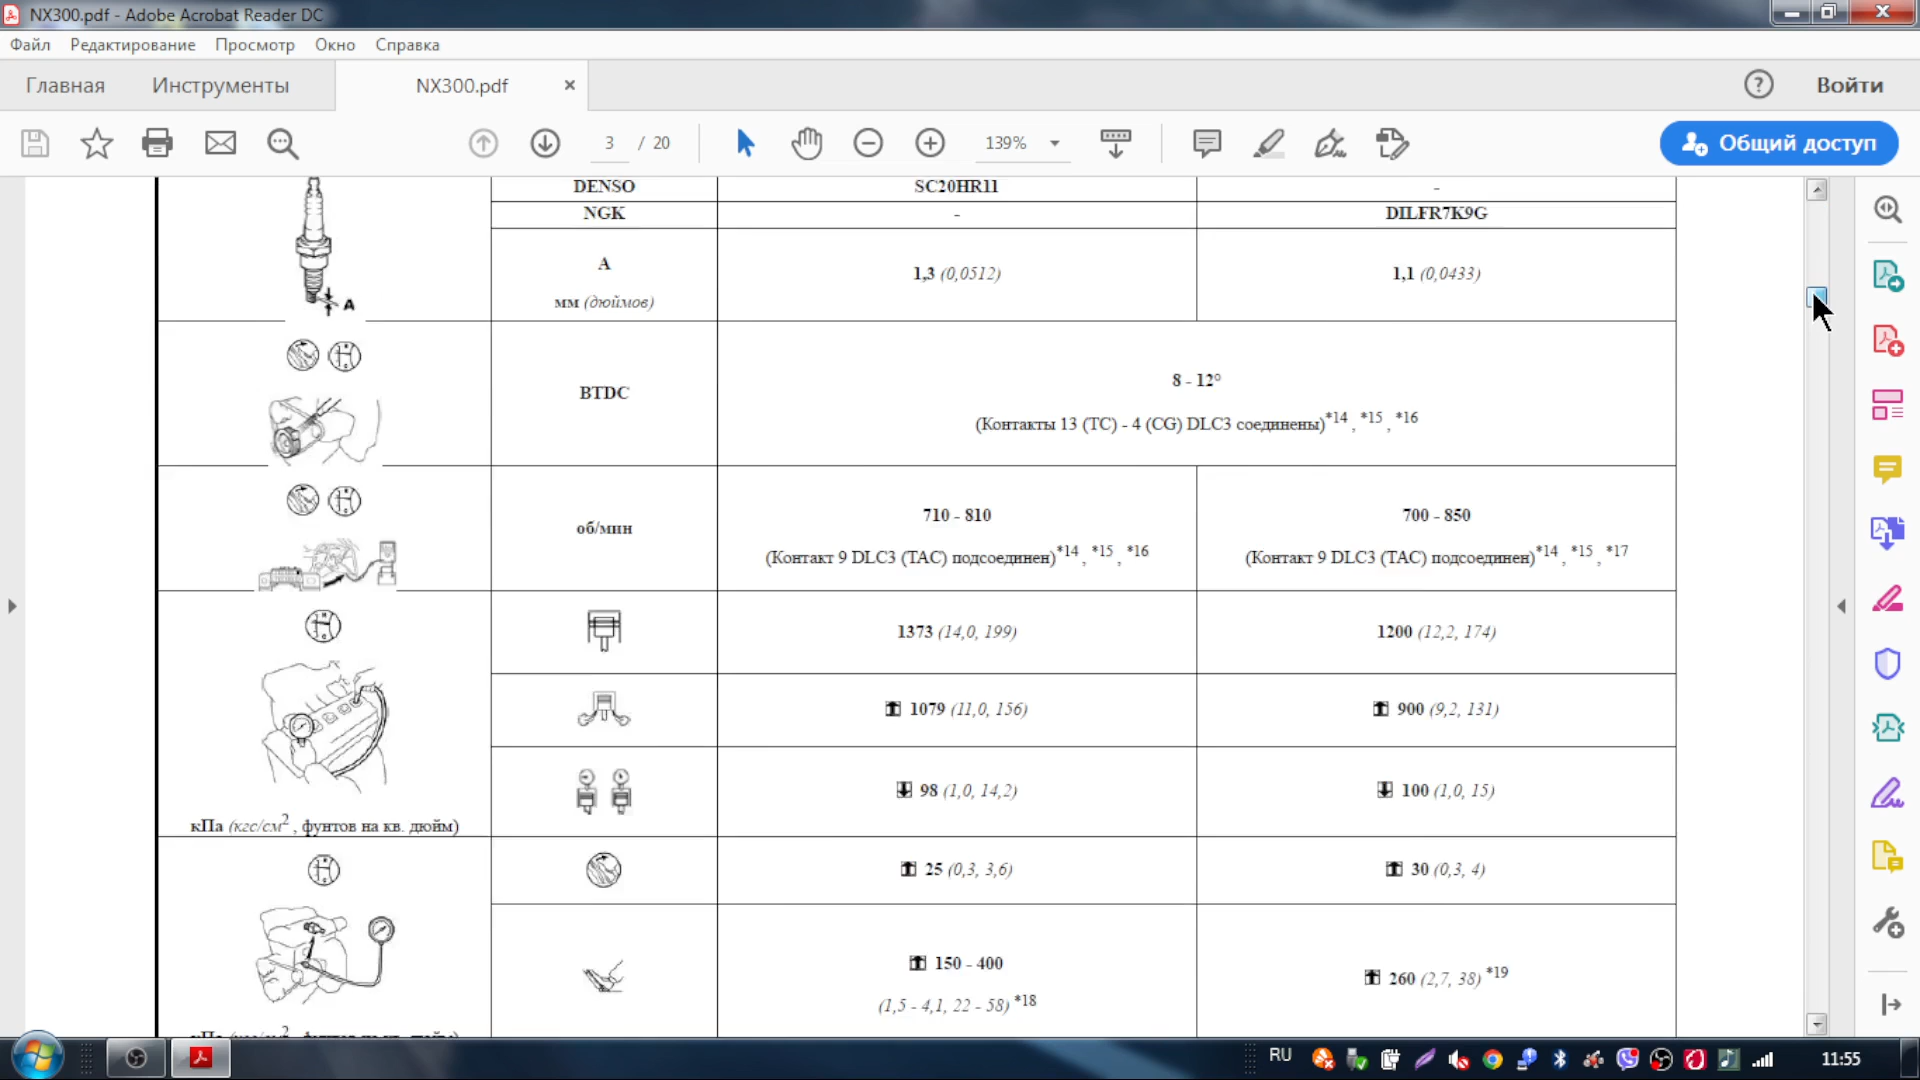 NX300.pdf - Adobe Acrobat Reader DC
Файл Редактирование Просмотр Окно Справка
Главная Инструменты NX300.pdf × ? Войти
3 / 20 139% Общий доступ
DENSO SC20HR11 -
NGK - DILFR7K9G
A
мм (дюймов) 1,3 (0,0512) 1,1 (0,0433)
A
BTDC 8 - 12°
(Контакты 13 (TC) - 4 (CG) DLC3 соединены)*14, *15, *16
об/мин 710 - 810 700 - 850
(Контакт 9 DLC3 (TAC) подсоединен)*14, *15, *16 (Контакт 9 DLC3 (TAC) подсоединен)*14, *15, *17
1373 (14,0, 199) 1200 (12,2, 174)
1079 (11,0, 156) 900 (9,2, 131)
98 (1,0, 14,2) 100 (1,0, 15)
кПа (кгс/см2 , фунтов на кв. дюйм)
25 (0,3, 3,6) 30 (0,3, 4)
150 - 400
(1,5 - 4,1, 22 - 58) *18 260 (2,7, 38) *19
RU 11:55